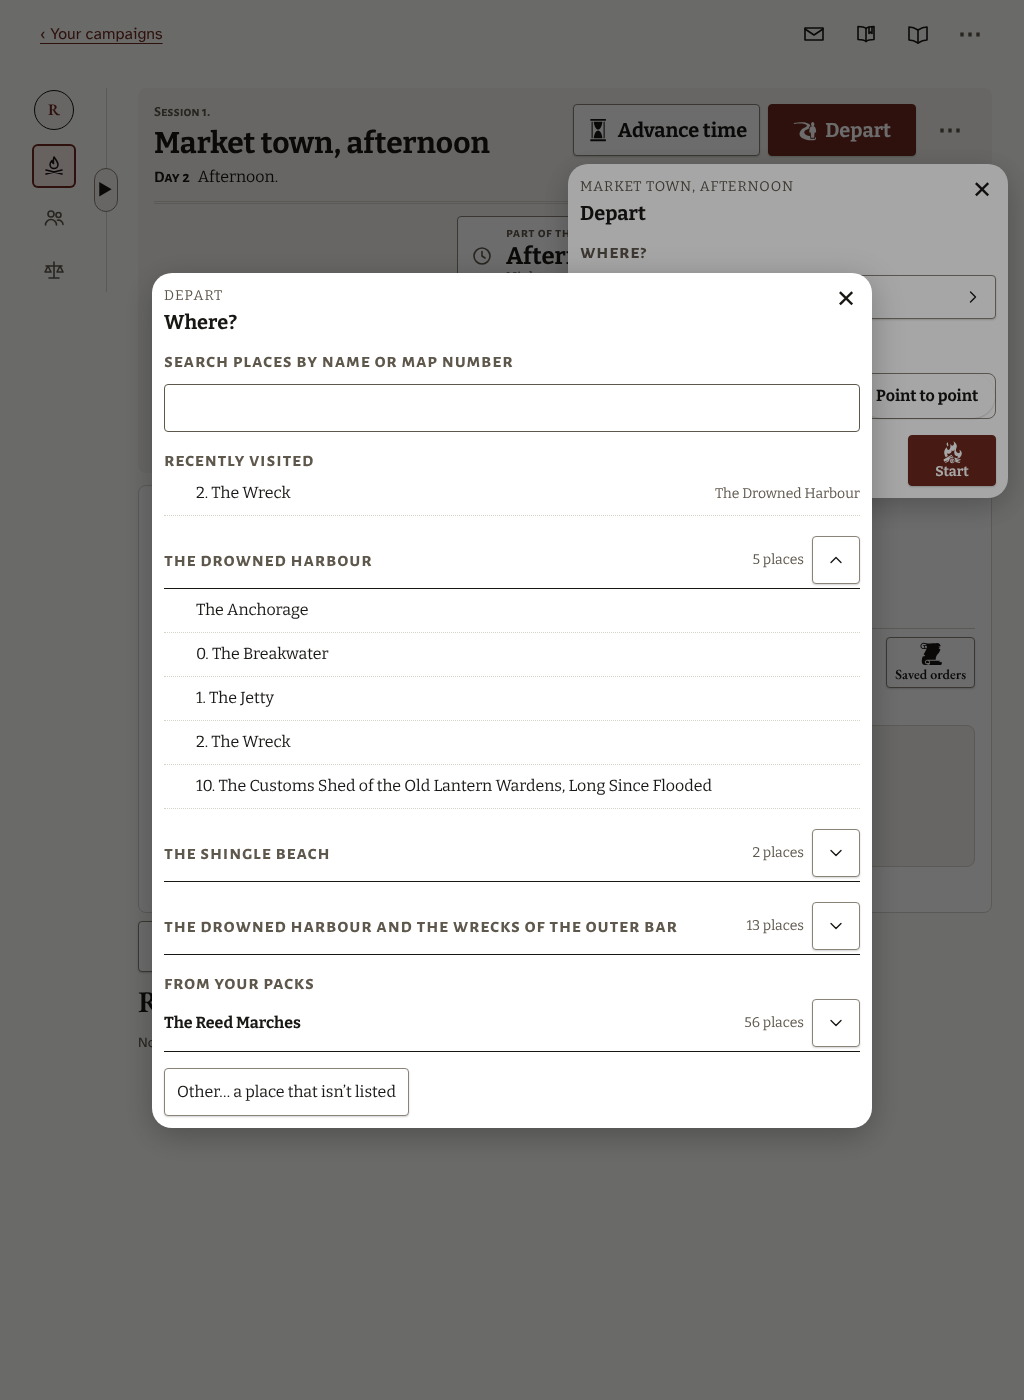 ‹ Your campaigns
R
SESSION 1.
Market town, afternoon
DAY 2 Afternoon.
Advance time
Depart
MARKET TOWN, AFTERNOON
Depart
WHERE?
Point to point
Start
Saved orders
DEPART
Where?
SEARCH PLACES BY NAME OR MAP NUMBER
RECENTLY VISITED
2. The Wreck The Drowned Harbour
THE DROWNED HARBOUR 5 places
The Anchorage
0. The Breakwater
1. The Jetty
2. The Wreck
10. The Customs Shed of the Old Lantern Wardens, Long Since Flooded
THE SHINGLE BEACH 2 places
THE DROWNED HARBOUR AND THE WRECKS OF THE OUTER BAR 13 places
FROM YOUR PACKS
The Reed Marches 56 places
Other... a place that isn't listed